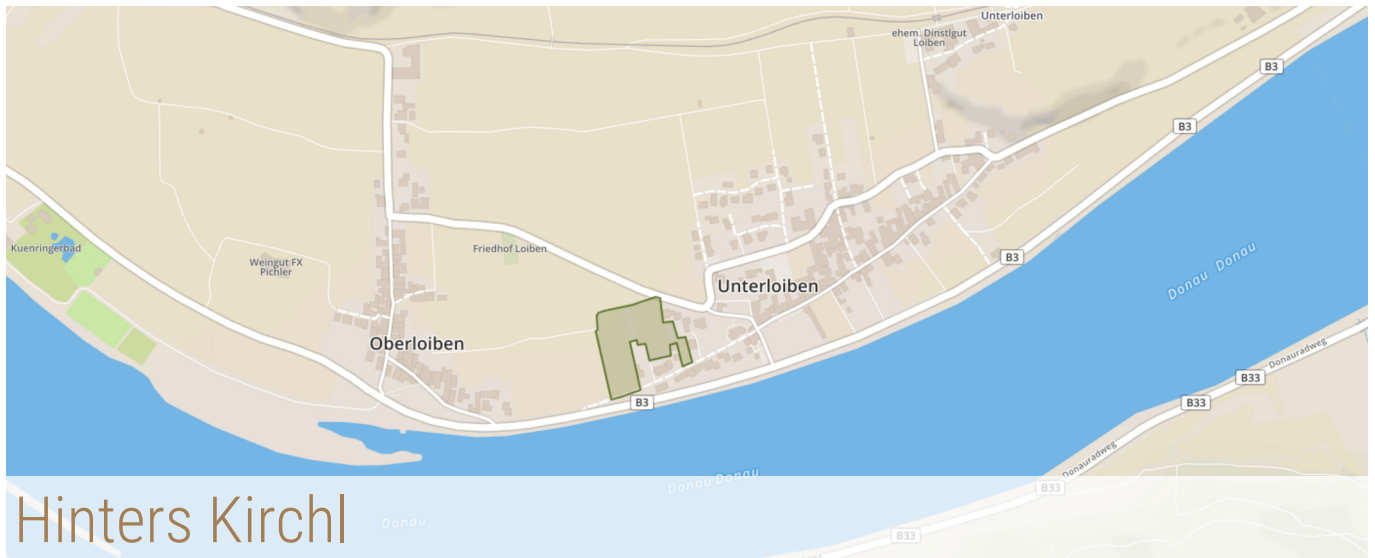 Unterloiben
ehem. Dinstlgut
Loiben
B3
B3
Kuenringerbad
Weingut FX
Pichler
Friedhof Loiben
B3
Donau Donau
Unterloiben
Oberloiben
B3
Donauradweg
B33
B33
Donauradweg
Donau Donau
B33
Donau
B33
Hinters Kirchl